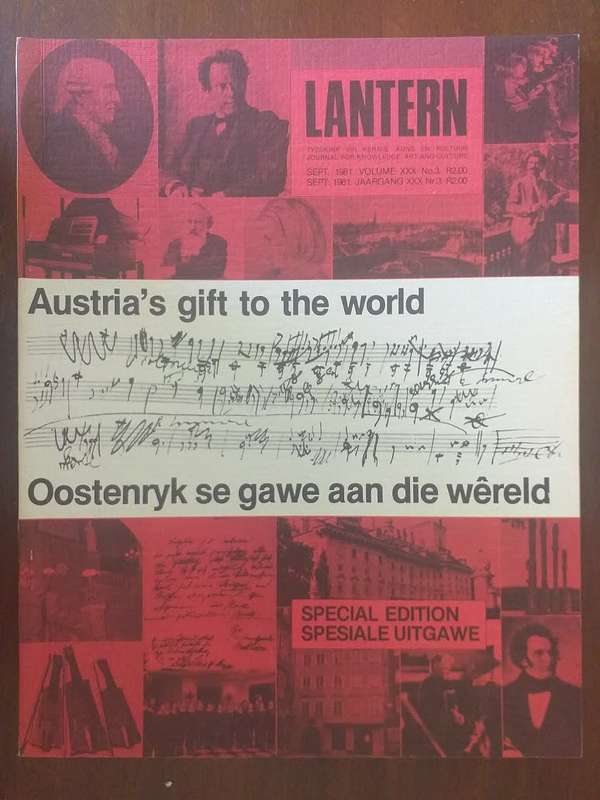 LANTERN
TYDSKRIF VIR KENNIS, KUNS EN KULTUUR
JOURNAL FOR KNOWLEDGE, ART AND CULTURE
SEPT. 1981 VOLUME XXX No.3. R2,00
SEPT. 1981 JAARGANG XXX Nr.3. R2,00
Austria's gift to the world
Oostenryk se gawe aan die wêreld
SPECIAL EDITION
SPESIALE UITGAWE